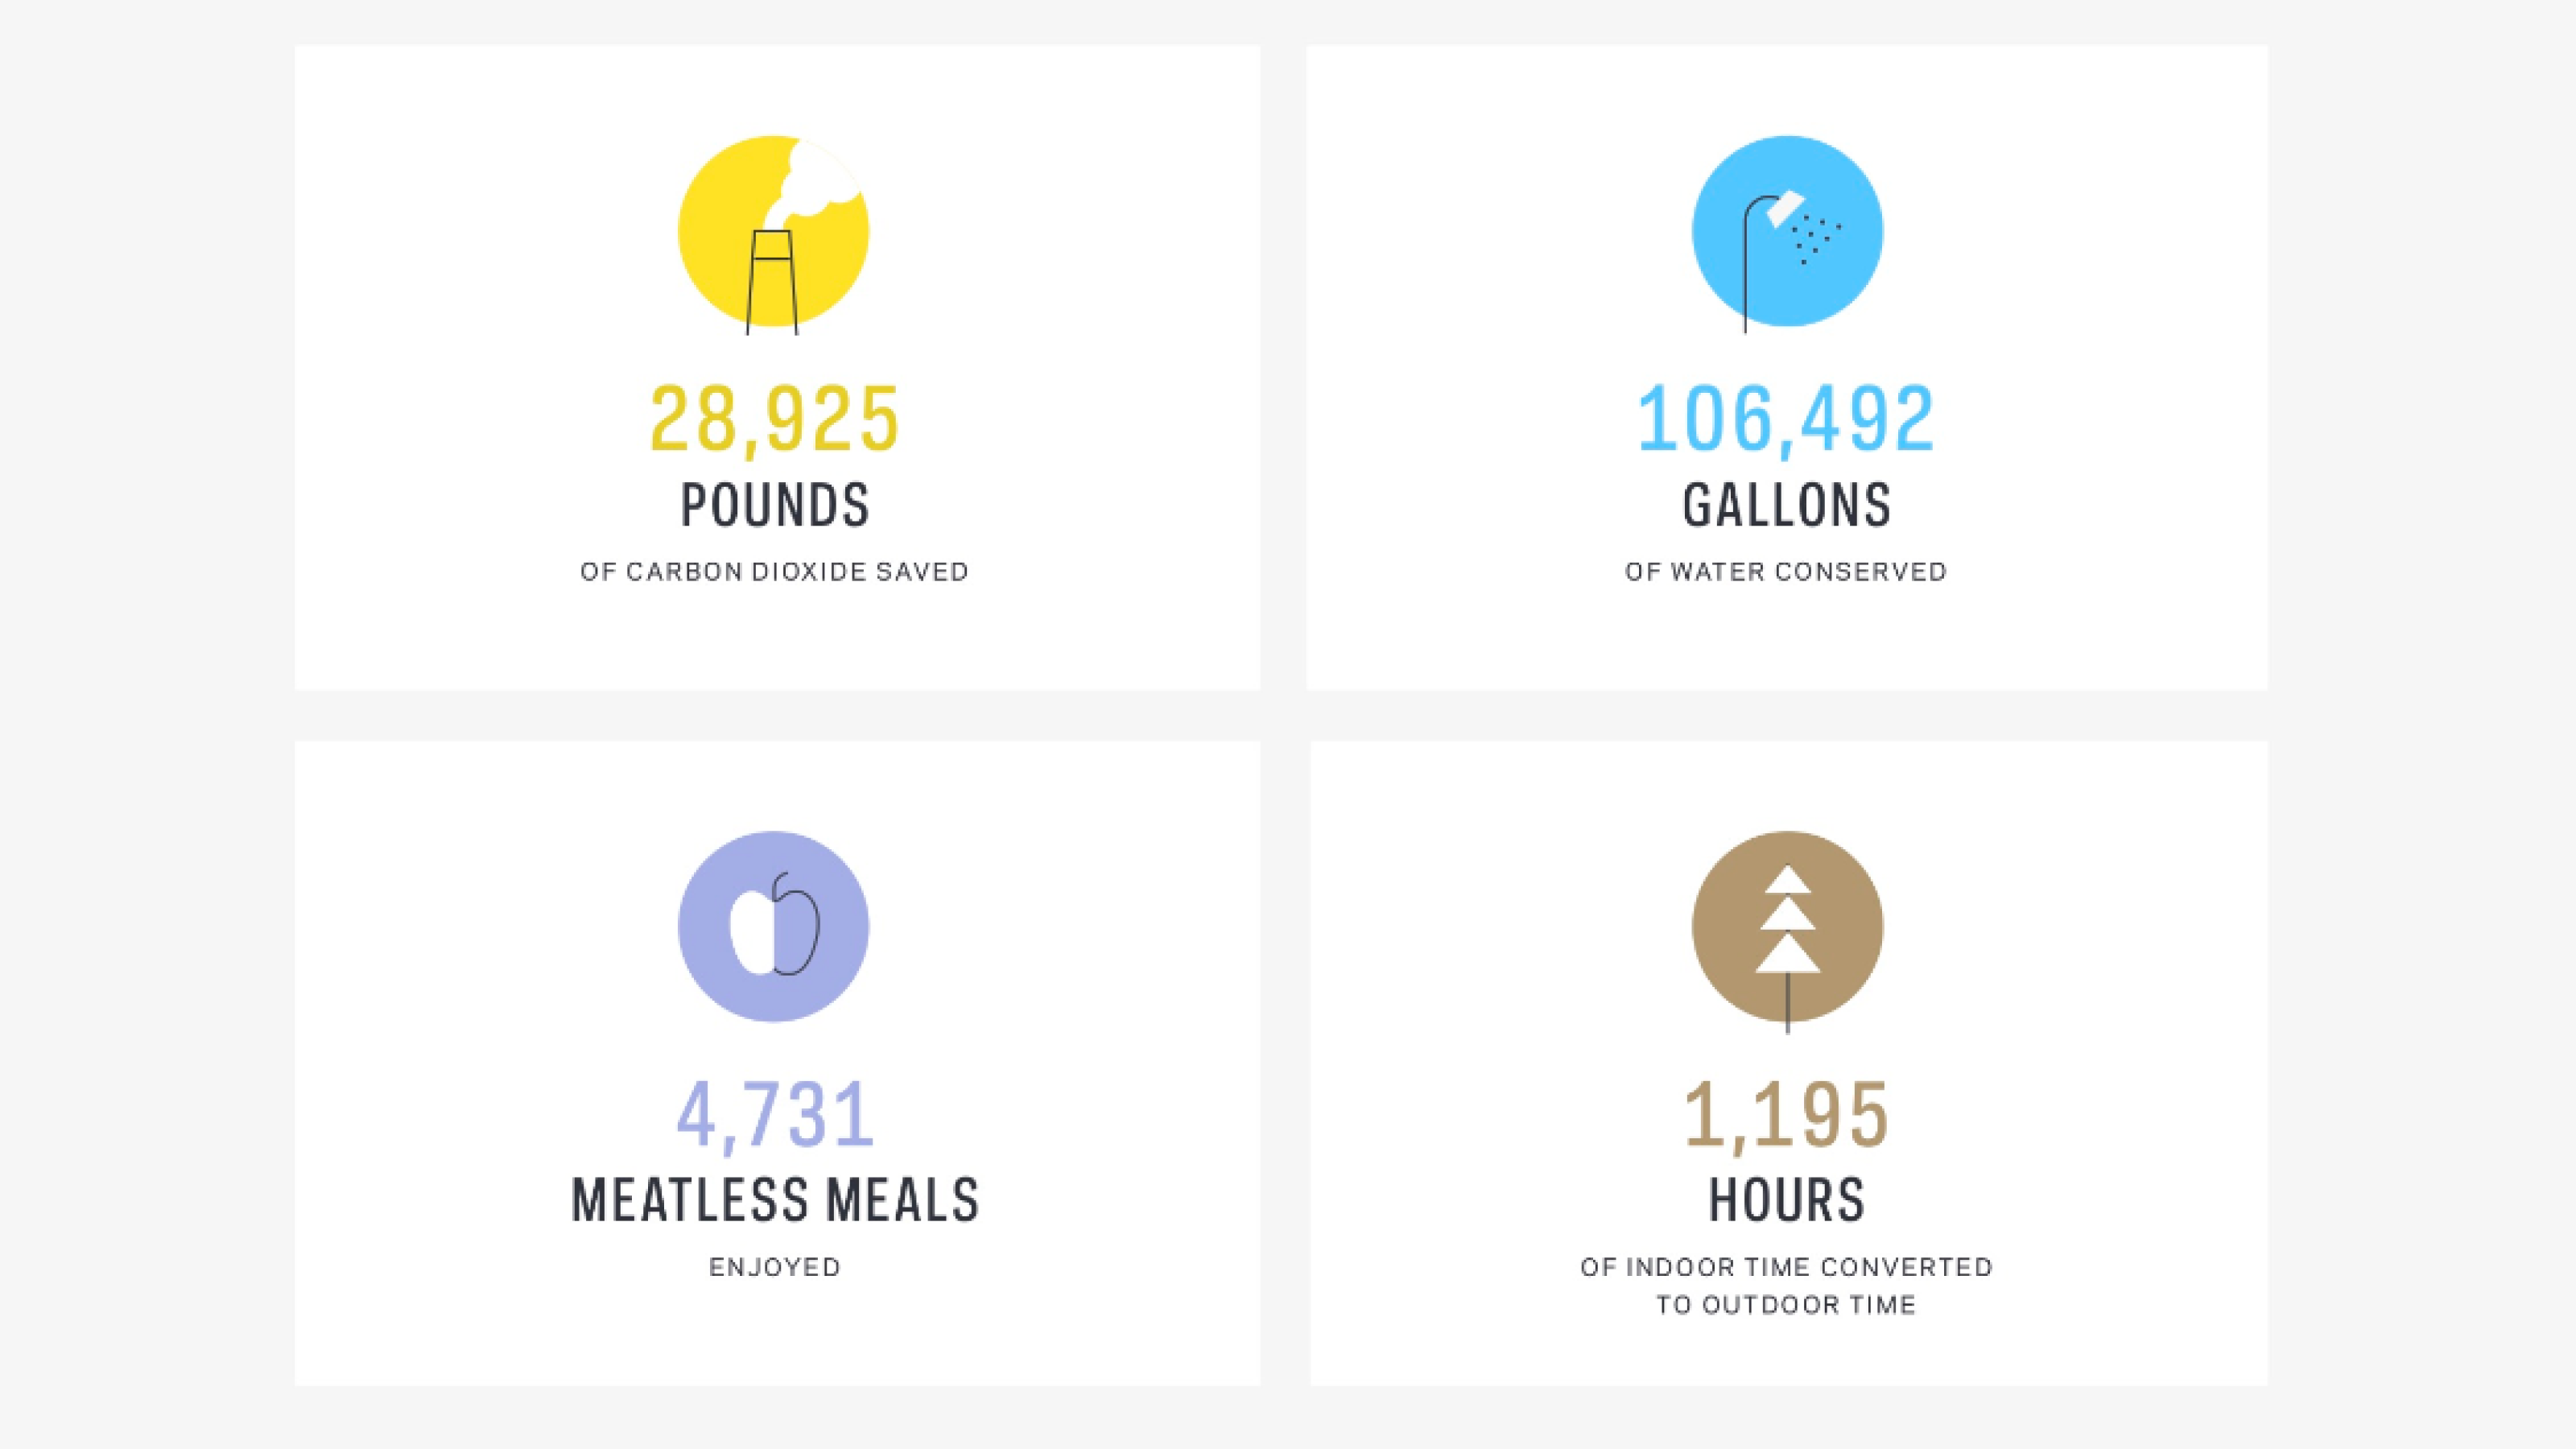 28,925
POUNDS
OF CARBON DIOXIDE SAVED
106,492
GALLONS
OF WATER CONSERVED
4,731
MEATLESS MEALS
ENJOYED
1,195
HOURS
OF INDOOR TIME CONVERTED
TO OUTDOOR TIME